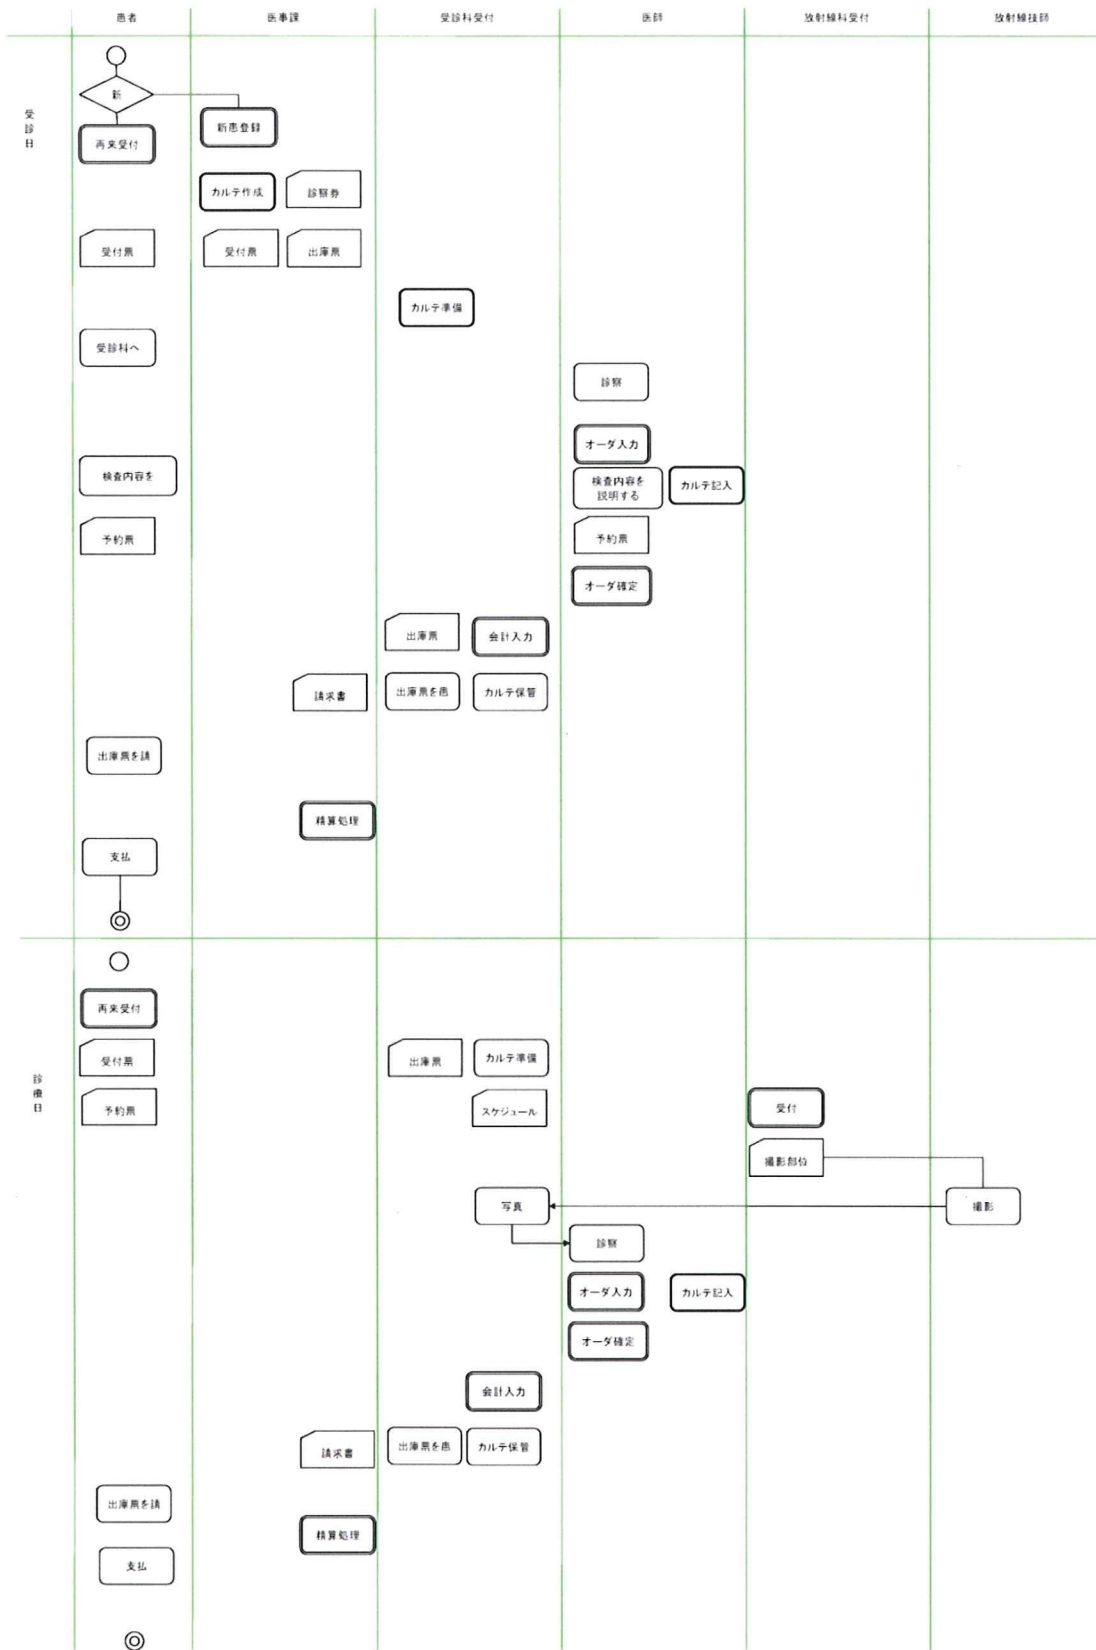 患者
医事課
受診科受付
医師
放射線科受付
放射線技師
受診日
新
再来受付
新患登録
カルテ作成
診察券
受付票
受付票
出庫票
カルテ準備
受診科へ
診察
オーダ入力
検査内容を
検査内容を
説明する
カルテ記入
予約票
予約票
オーダ確定
出庫票
会計入力
請求書
出庫票を患
カルテ保管
出庫票を請
精算処理
支払
診療日
再来受付
受付票
出庫票
カルテ準備
予約票
スケジュール
受付
撮影部位
写真
撮影
診察
オーダ入力
カルテ記入
オーダ確定
会計入力
請求書
出庫票を患
カルテ保管
出庫票を請
精算処理
支払